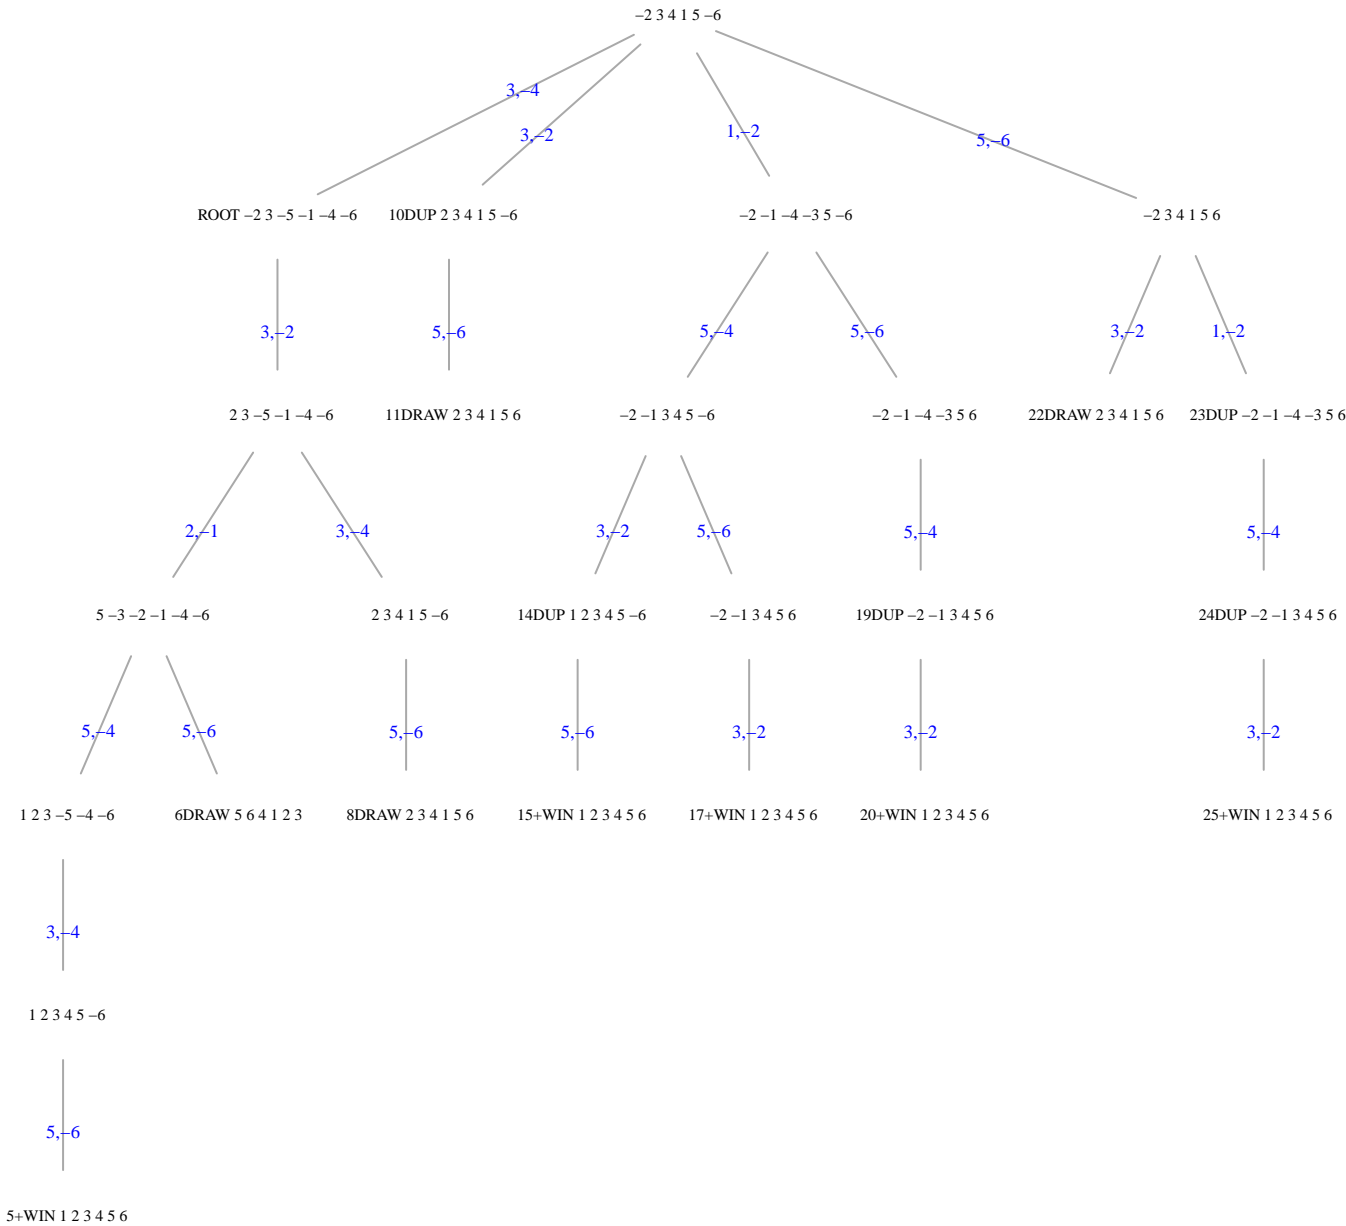 −2 3 4 1 5 −6
3,−4
3,−2
1,−2
5,−6
ROOT −2 3 −5 −1 −4 −6
10DUP 2 3 4 1 5 −6
−2 −1 −4 −3 5 −6
−2 3 4 1 5 6
3,−2
5,−6
5,−4
5,−6
3,−2
1,−2
2 3 −5 −1 −4 −6
11DRAW 2 3 4 1 5 6
−2 −1 3 4 5 −6
−2 −1 −4 −3 5 6
22DRAW 2 3 4 1 5 6
23DUP −2 −1 −4 −3 5 6
2,−1
3,−4
3,−2
5,−6
5,−4
5,−4
5 −3 −2 −1 −4 −6
2 3 4 1 5 −6
14DUP 1 2 3 4 5 −6
−2 −1 3 4 5 6
19DUP −2 −1 3 4 5 6
24DUP −2 −1 3 4 5 6
5,−4
5,−6
5,−6
5,−6
3,−2
3,−2
3,−2
1 2 3 −5 −4 −6
6DRAW 5 6 4 1 2 3
8DRAW 2 3 4 1 5 6
15+WIN 1 2 3 4 5 6
17+WIN 1 2 3 4 5 6
20+WIN 1 2 3 4 5 6
25+WIN 1 2 3 4 5 6
3,−4
1 2 3 4 5 −6
5,−6
5+WIN 1 2 3 4 5 6